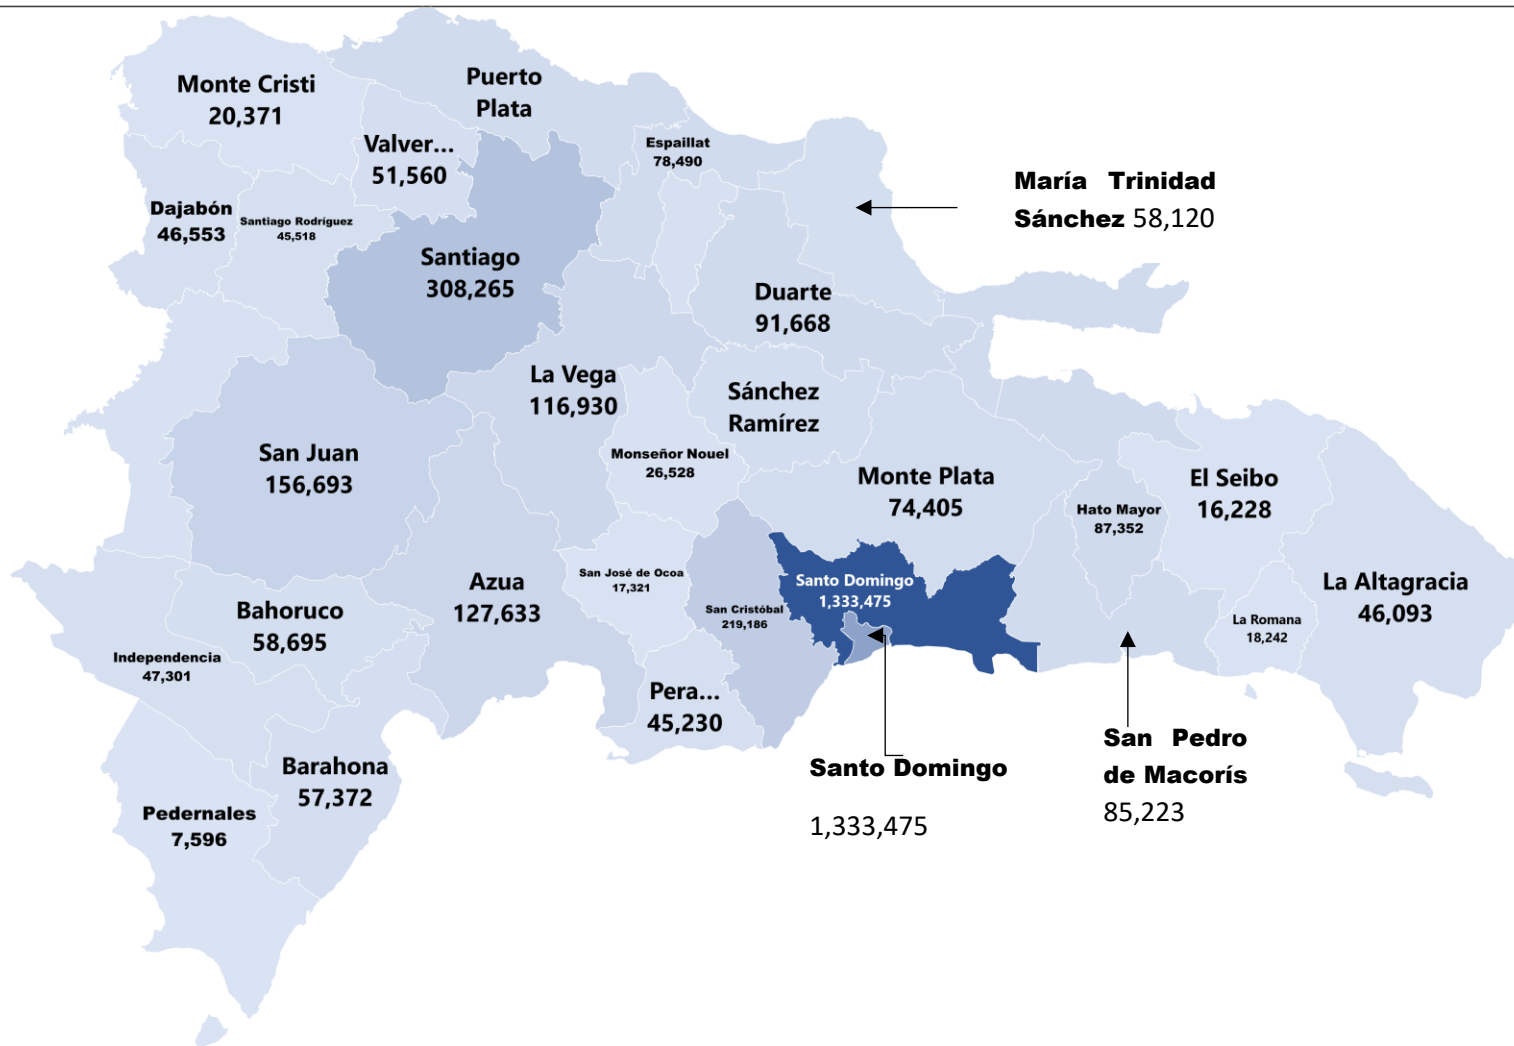 Monte Cristi
20,371
Puerto
Plata
Valver...
51,560
Espaillat
78,490
María Trinidad
Sánchez 58,120
Dajabón
46,553
Santiago Rodríguez
45,518
Santiago
308,265
Duarte
91,668
La Vega
116,930
Sánchez
Ramírez
San Juan
156,693
Monseñor Nouel
26,528
Monte Plata
74,405
El Seibo
16,228
Hato Mayor
87,352
Azua
127,633
San José de Ocoa
17,321
Santo Domingo
1,333,475
La Altagracia
46,093
Bahoruco
58,695
San Cristóbal
219,186
La Romana
18,242
Independencia
47,301
Pera...
45,230
San Pedro
de Macorís
85,223
Santo Domingo
1,333,475
Barahona
57,372
Pedernales
7,596